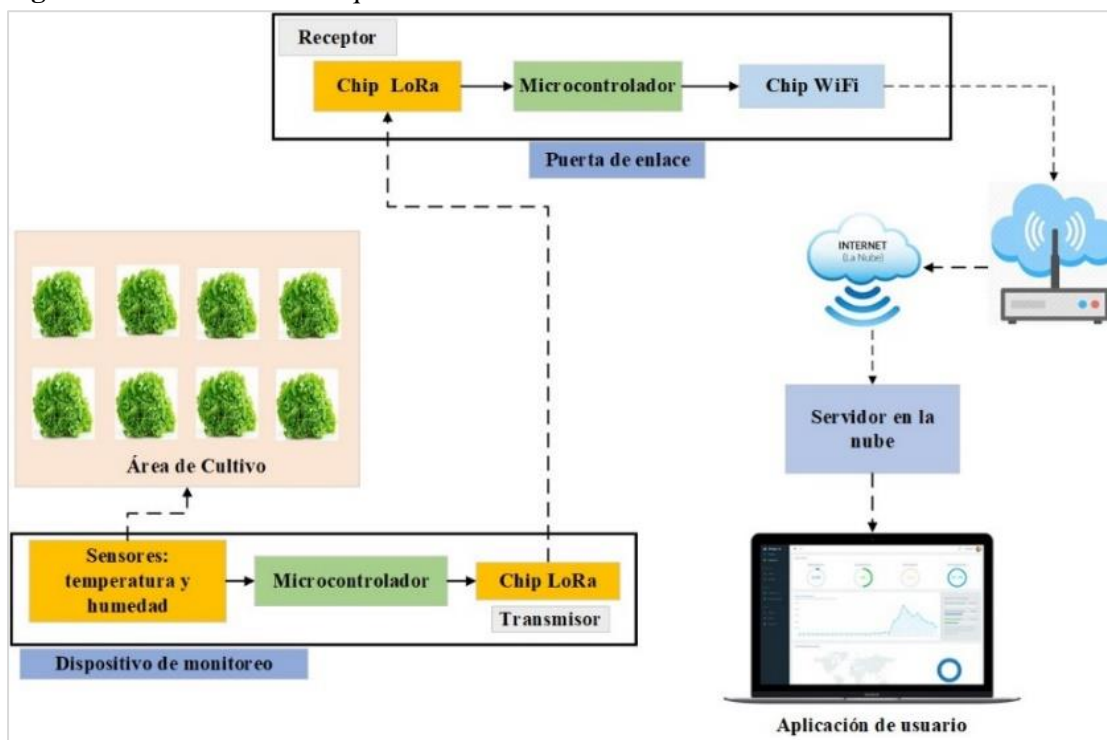 Receptor
Chip LoRa
Microcontrolador
Chip WiFi
Puerta de enlace
INTERNET
(La Nube)
Servidor en la
nube
Área de Cultivo
Sensores:
temperatura y
humedad
Microcontrolador
Chip LoRa
Transmisor
Dispositivo de monitoreo
Aplicación de usuario